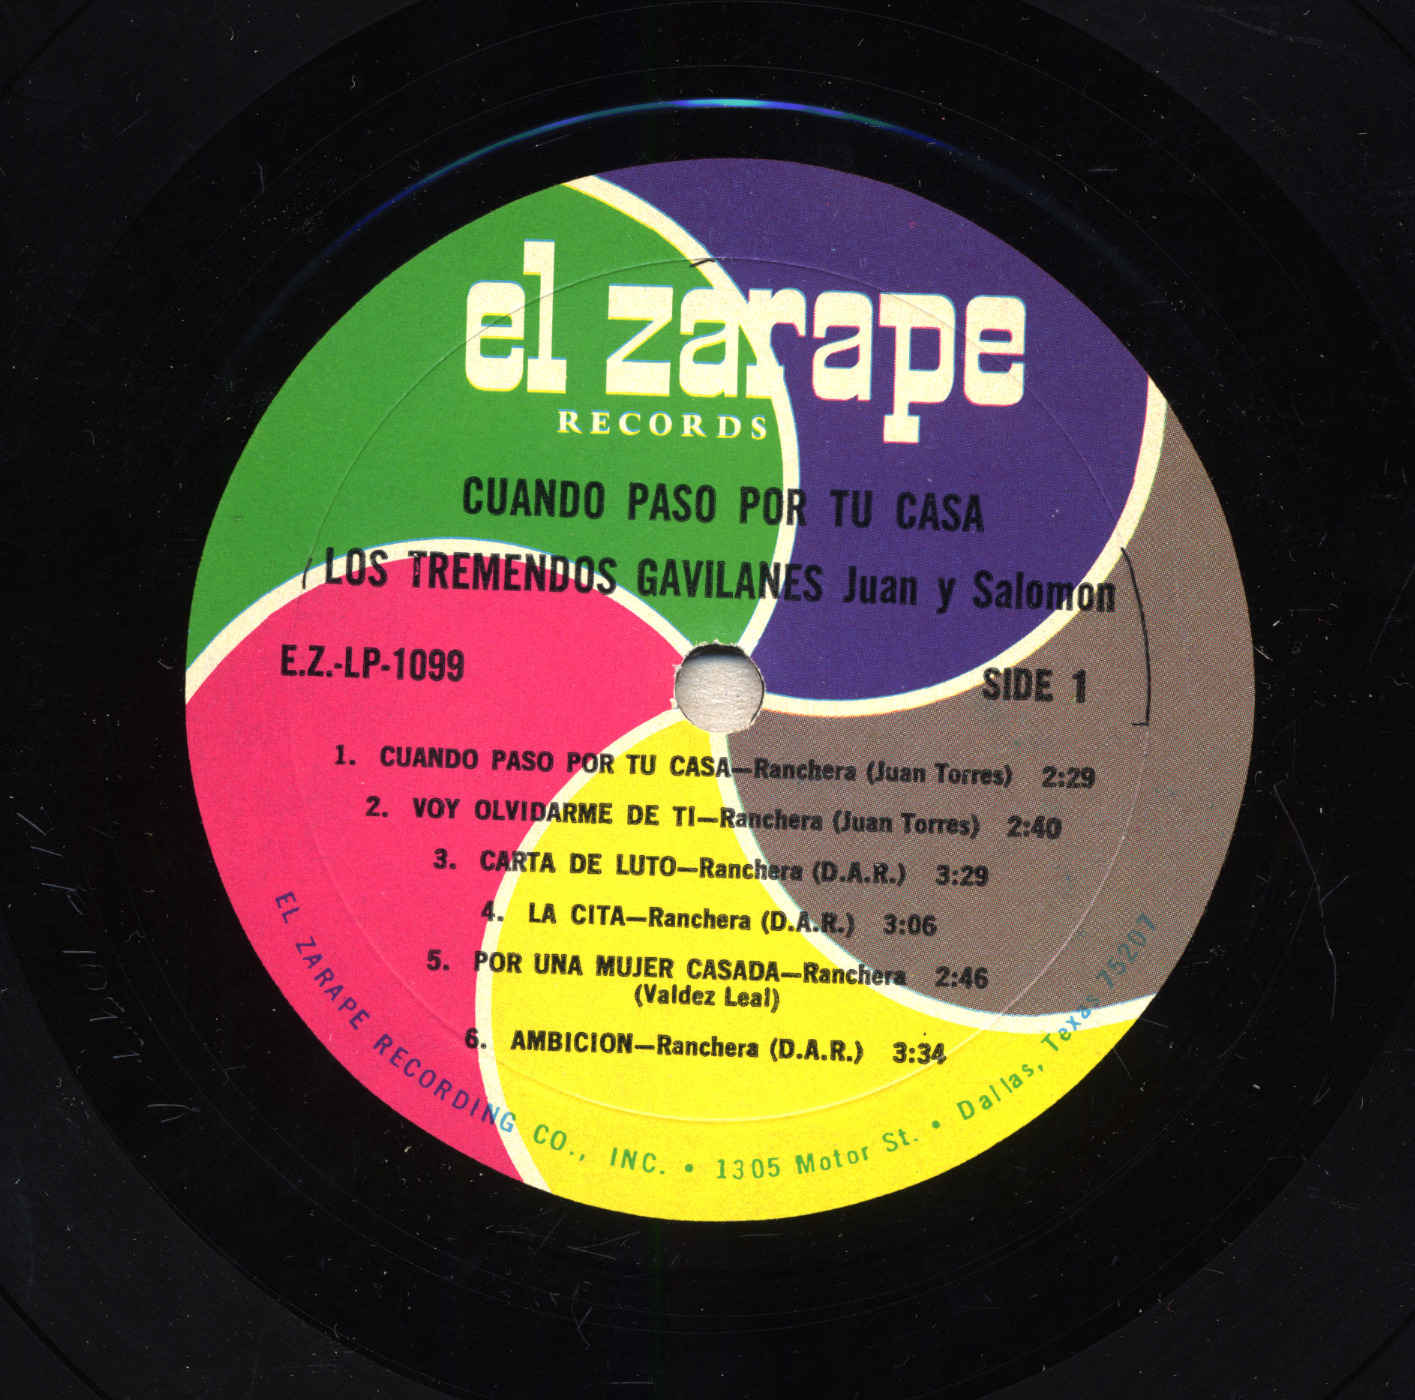 el zarape
RECORDS
CUANDO PASO POR TU CASA
LOS TREMENDOS GAVILANES Juan y Salomon
E.Z.-LP-1099
SIDE 1
1. CUANDO PASO POR TU CASA—Ranchera (Juan Torres) 2:29
2. VOY OLVIDARME DE TI—Ranchera (Juan Torres) 2:40
3. CARTA DE LUTO—Ranchera (D.A.R.) 3:29
4. LA CITA—Ranchera (D.A.R.) 3:06
5. POR UNA MUJER CASADA—Ranchera 2:46
(Valdez Leal)
6. AMBICION—Ranchera (D.A.R.) 3:34
EL ZARAPE RECORDING CO., INC. • 1305 Motor St. • Dallas, Texas 75207